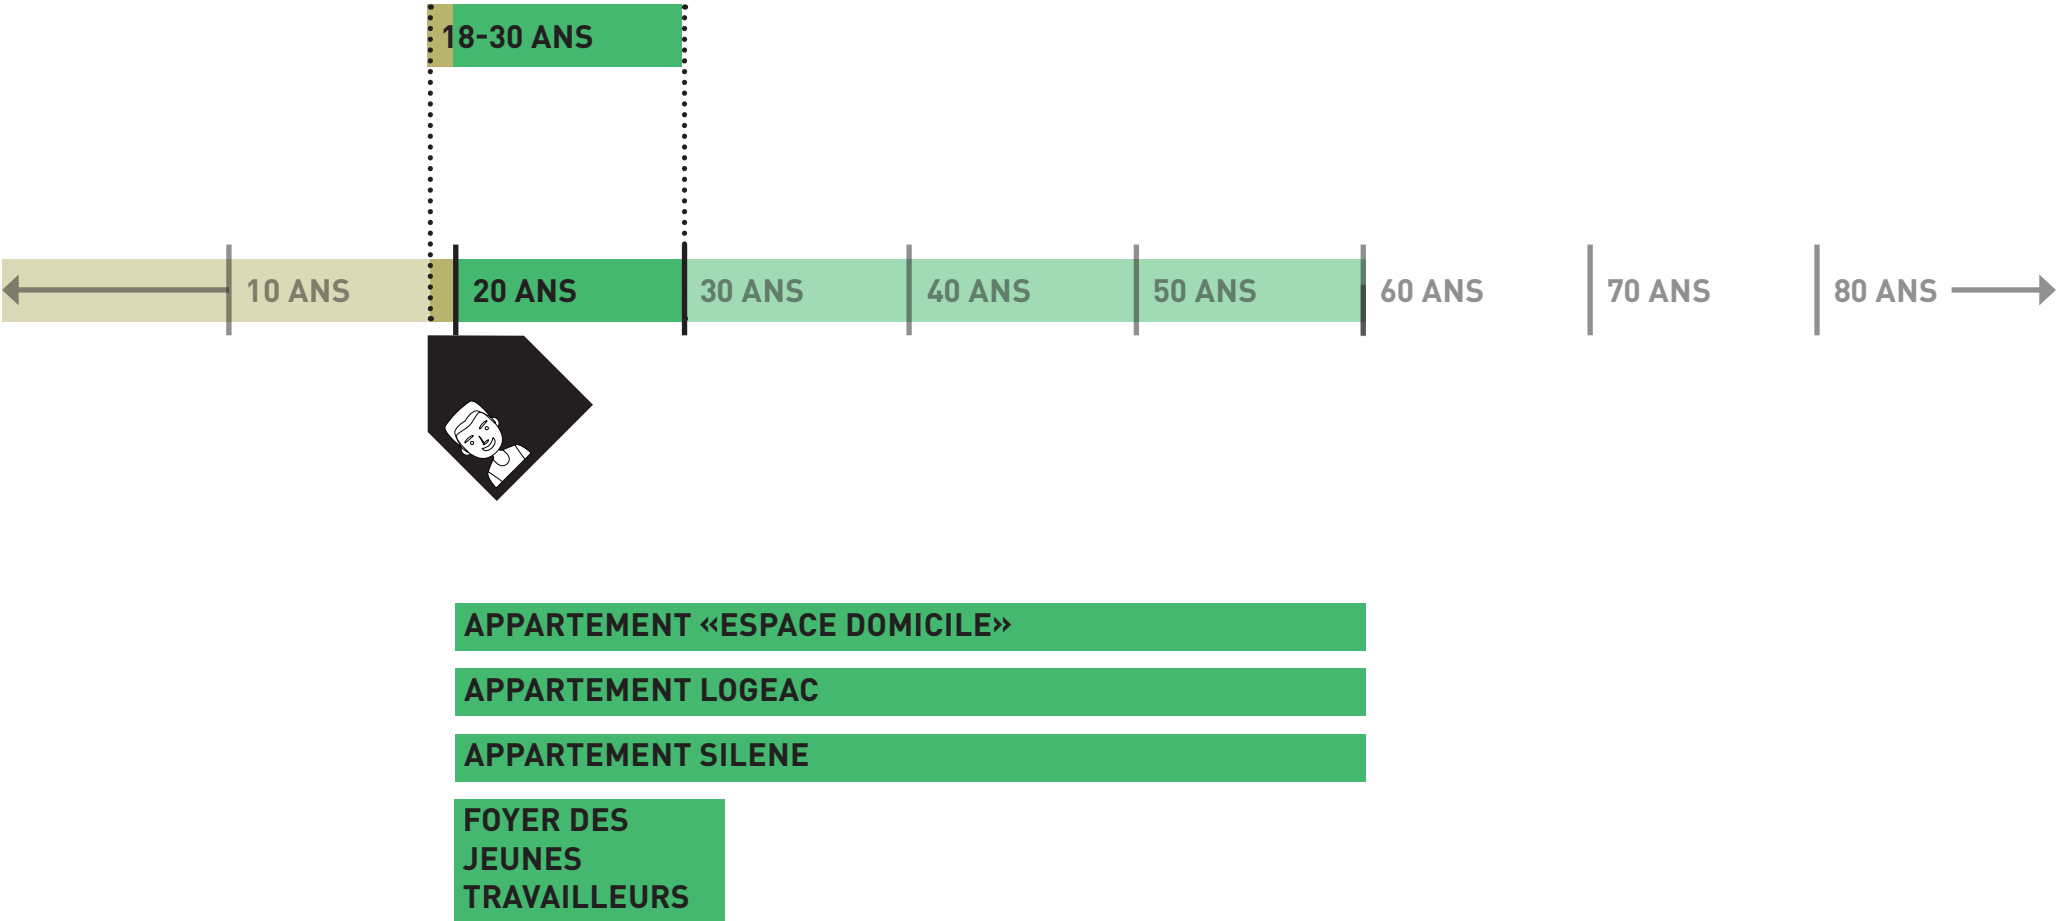 18-30 ANS
10 ANS 20 ANS 30 ANS 40 ANS 50 ANS 60 ANS 70 ANS 80 ANS
APPARTEMENT «ESPACE DOMICILE»
APPARTEMENT LOGEAC
APPARTEMENT SILENE
FOYER DES
JEUNES
TRAVAILLEURS